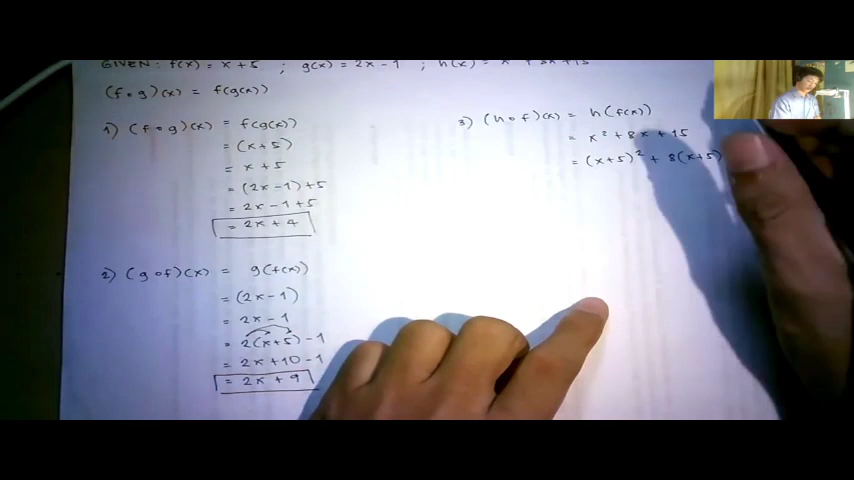 GIVEN: f(x) = x+5 ; g(x) = 2x-1 ; h(x) =
(f∘g)(x) = f(g(x))
1) (f∘g)(x) = f(g(x))
= (x+5)
= x+5
= (2x-1)+5
= 2x-1+5
= 2x+4
2) (g∘f)(x) = g(f(x))
= (2x-1)
= 2x-1
= 2(x+5)-1
= 2x+10-1
= 2x+9
3) (h∘f)(x) = h(f(x))
= x²+8x+15
= (x+5)²+8(x+5)